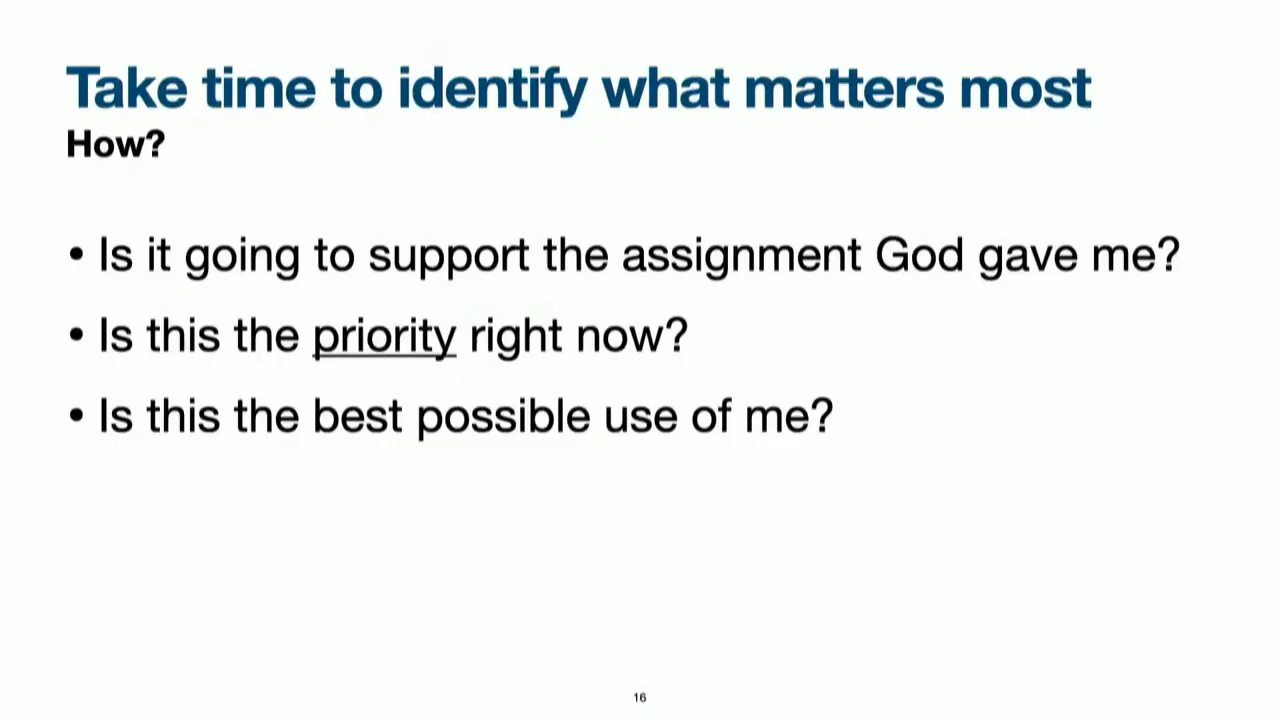 Take time to identify what matters most
How?
• Is it going to support the assignment God gave me?
• Is this the priority right now?
• Is this the best possible use of me?
16